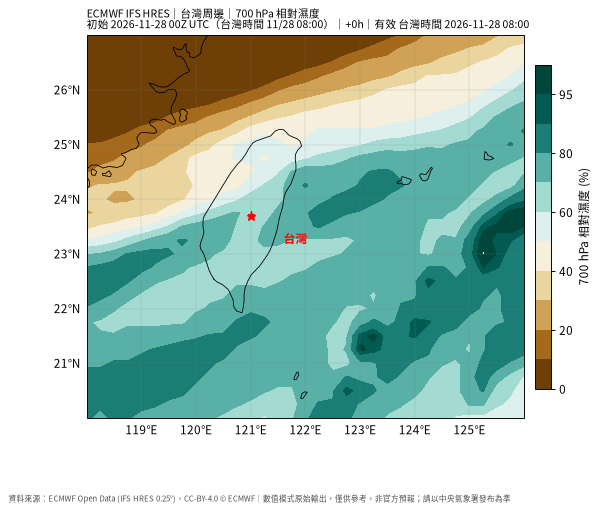 ECMWF IFS HRES｜台灣周邊｜700 hPa 相對濕度
初始 2026-11-28 00Z UTC（台灣時間 11/28 08:00）｜+0h｜有效 台灣時間 2026-11-28 08:00
26°N
25°N
24°N
23°N
22°N
21°N
119°E
120°E
121°E
122°E
123°E
124°E
125°E
台灣
95
80
60
40
20
0
700 hPa 相對濕度 (%)
資料來源：ECMWF Open Data (IFS HRES 0.25°)・CC-BY-4.0 © ECMWF｜數值模式原始輸出，僅供參考，非官方預報；請以中央氣象署發布為準